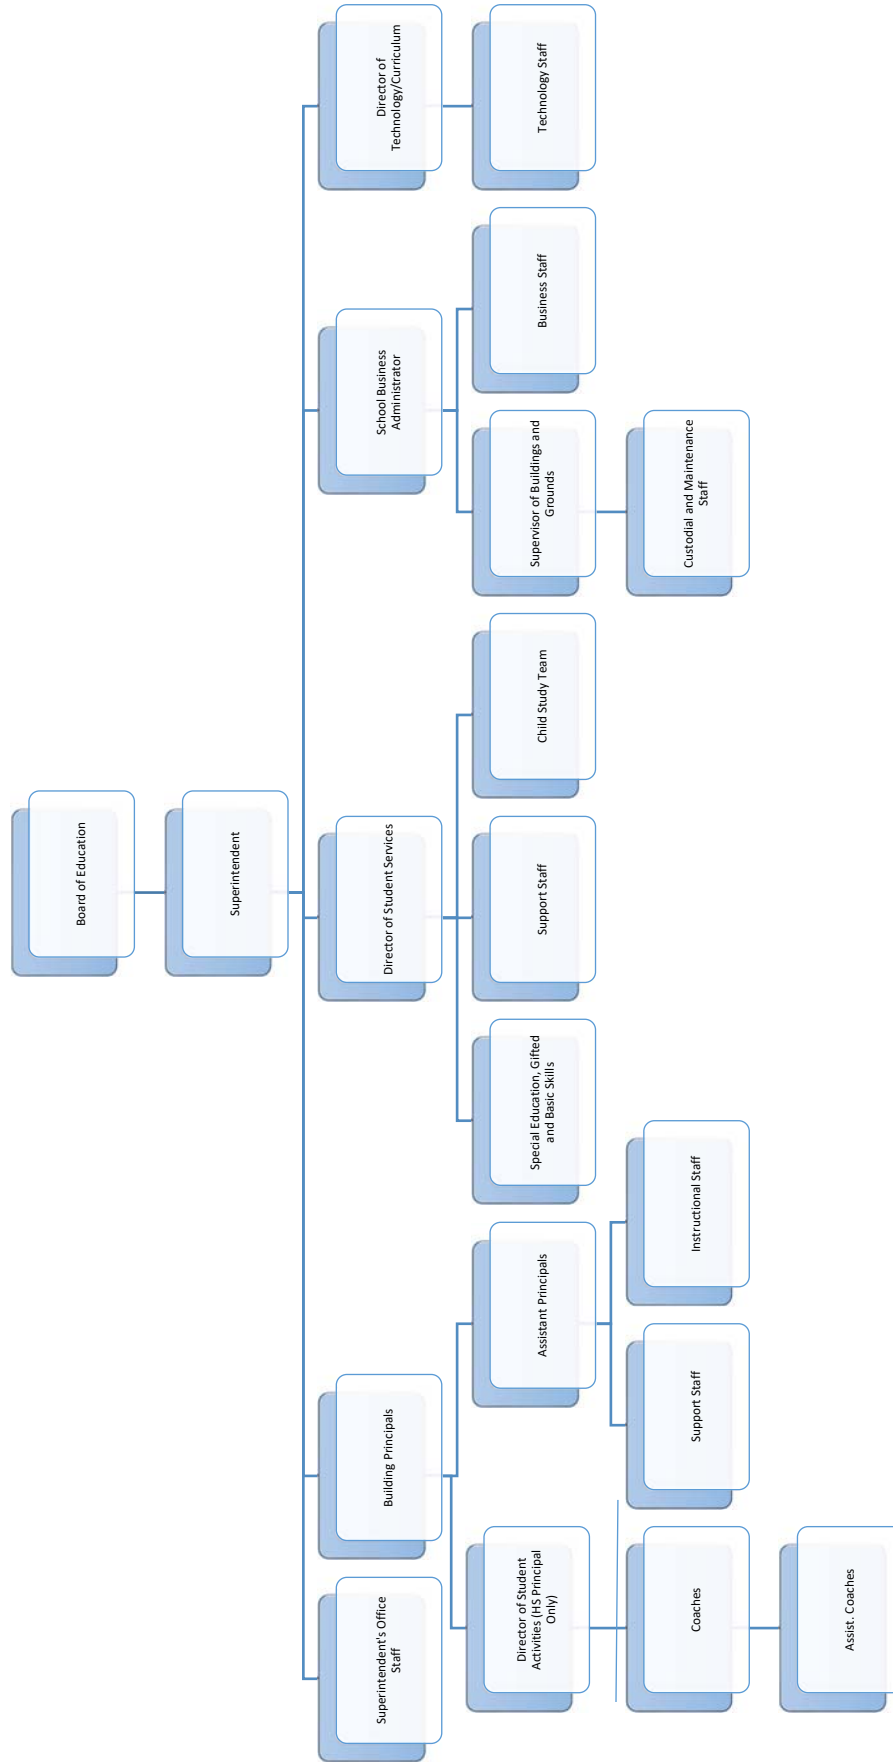 Board of Education
Superintendent
Superintendent's Office
Staff
Building Principals
Director of Student Services
School Business
Administrator
Director of
Technology/Curriculum
Director of Student
Activities (HS Principal
Only)
Assistant Principals
Special Education, Gifted
and Basic Skills
Support Staff
Child Study Team
Supervisor of Buildings and
Grounds
Business Staff
Technology Staff
Coaches
Support Staff
Instructional Staff
Custodial and Maintenance
Staff
Assist. Coaches